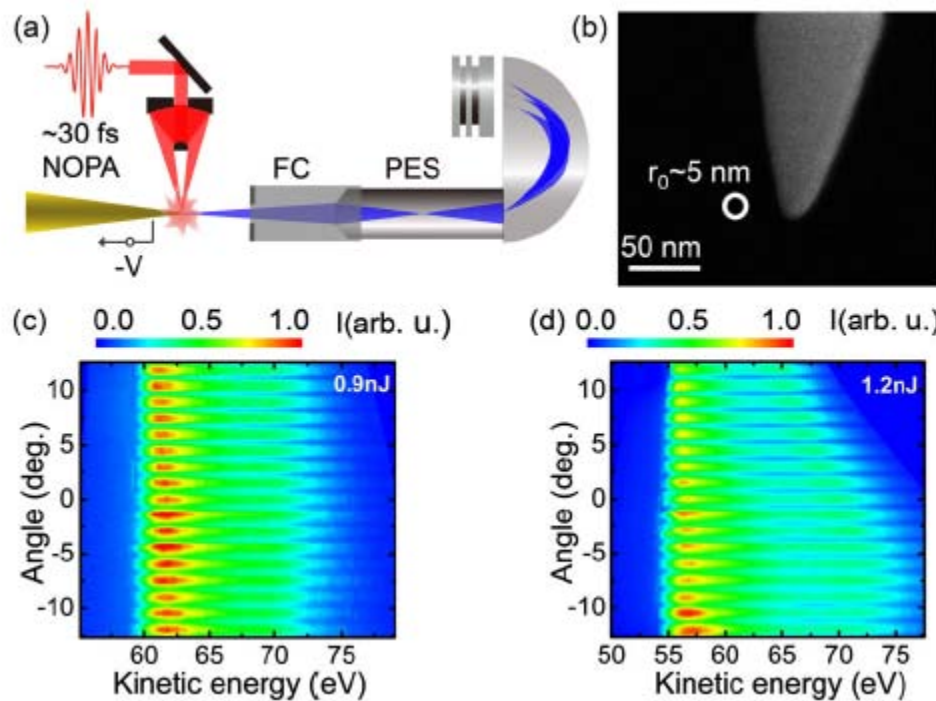 (a)
~30 fs
NOPA
FC
PES
-V
(b)
r₀~5 nm
50 nm
(c)
0.0 0.5 1.0 I(arb. u.)
0.9nJ
10
5
0
-5
-10
Angle (deg.)
60 65 70 75
Kinetic energy (eV)
(d)
0.0 0.5 1.0 I(arb. u.)
1.2nJ
10
5
0
-5
-10
Angle (deg.)
50 55 60 65 70 75
Kinetic energy (eV)